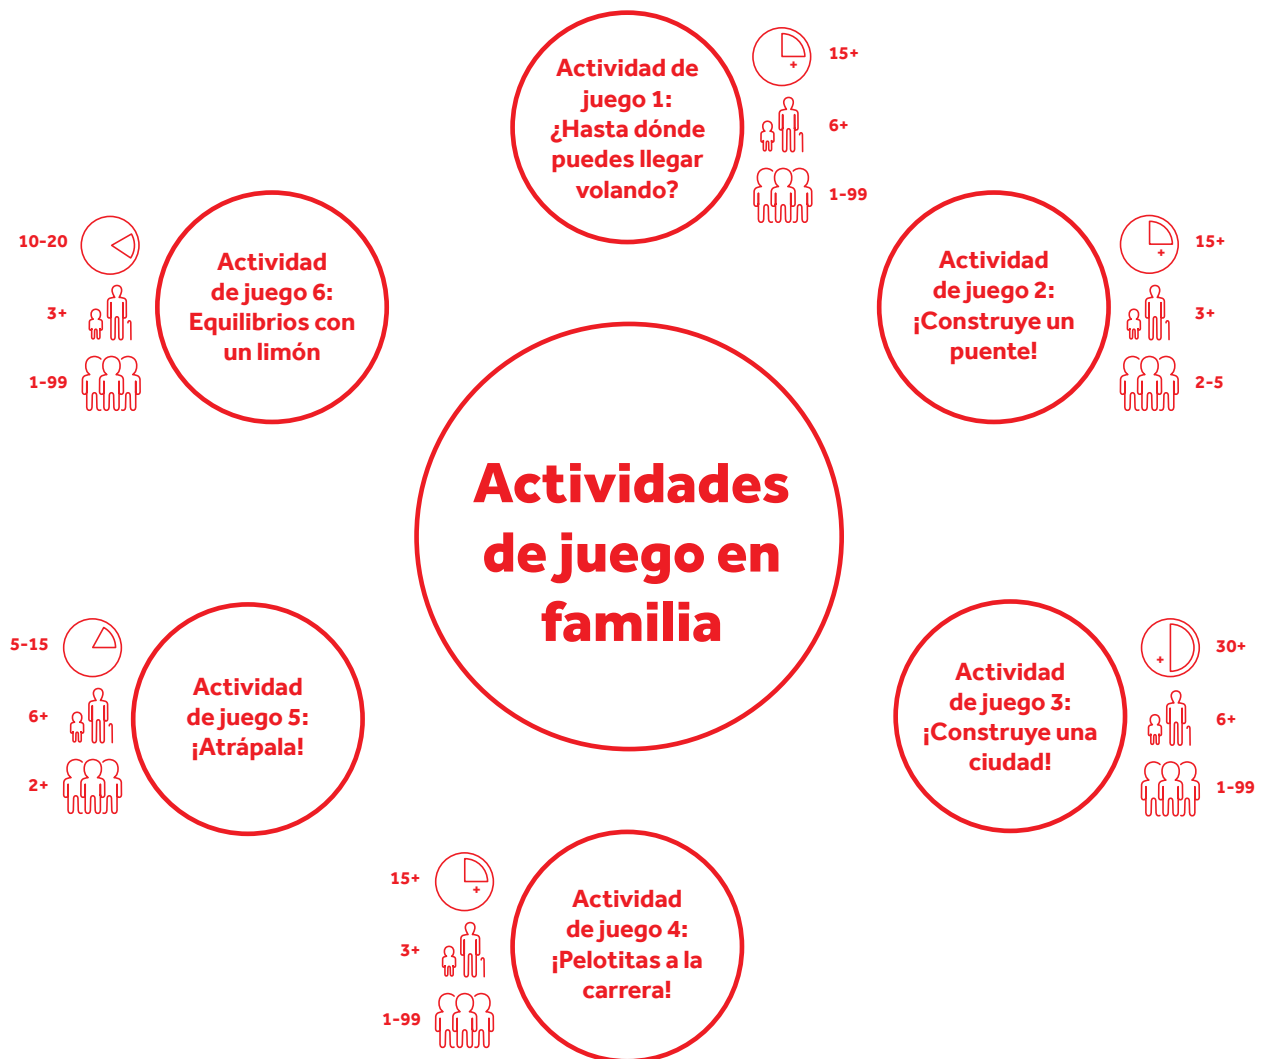 Actividad de
juego 1:
¿Hasta dónde
puedes llegar
volando?
15+
6+
1-99
Actividad
de juego 2:
¡Construye un
puente!
15+
3+
2-5
Actividad
de juego 6:
Equilibrios con
un limón
10-20
3+
1-99
Actividades
de juego en
familia
Actividad
de juego 3:
¡Construye una
ciudad!
30+
6+
1-99
Actividad
de juego 5:
¡Atrápala!
5-15
6+
2+
Actividad
de juego 4:
¡Pelotitas a la
carrera!
15+
3+
1-99